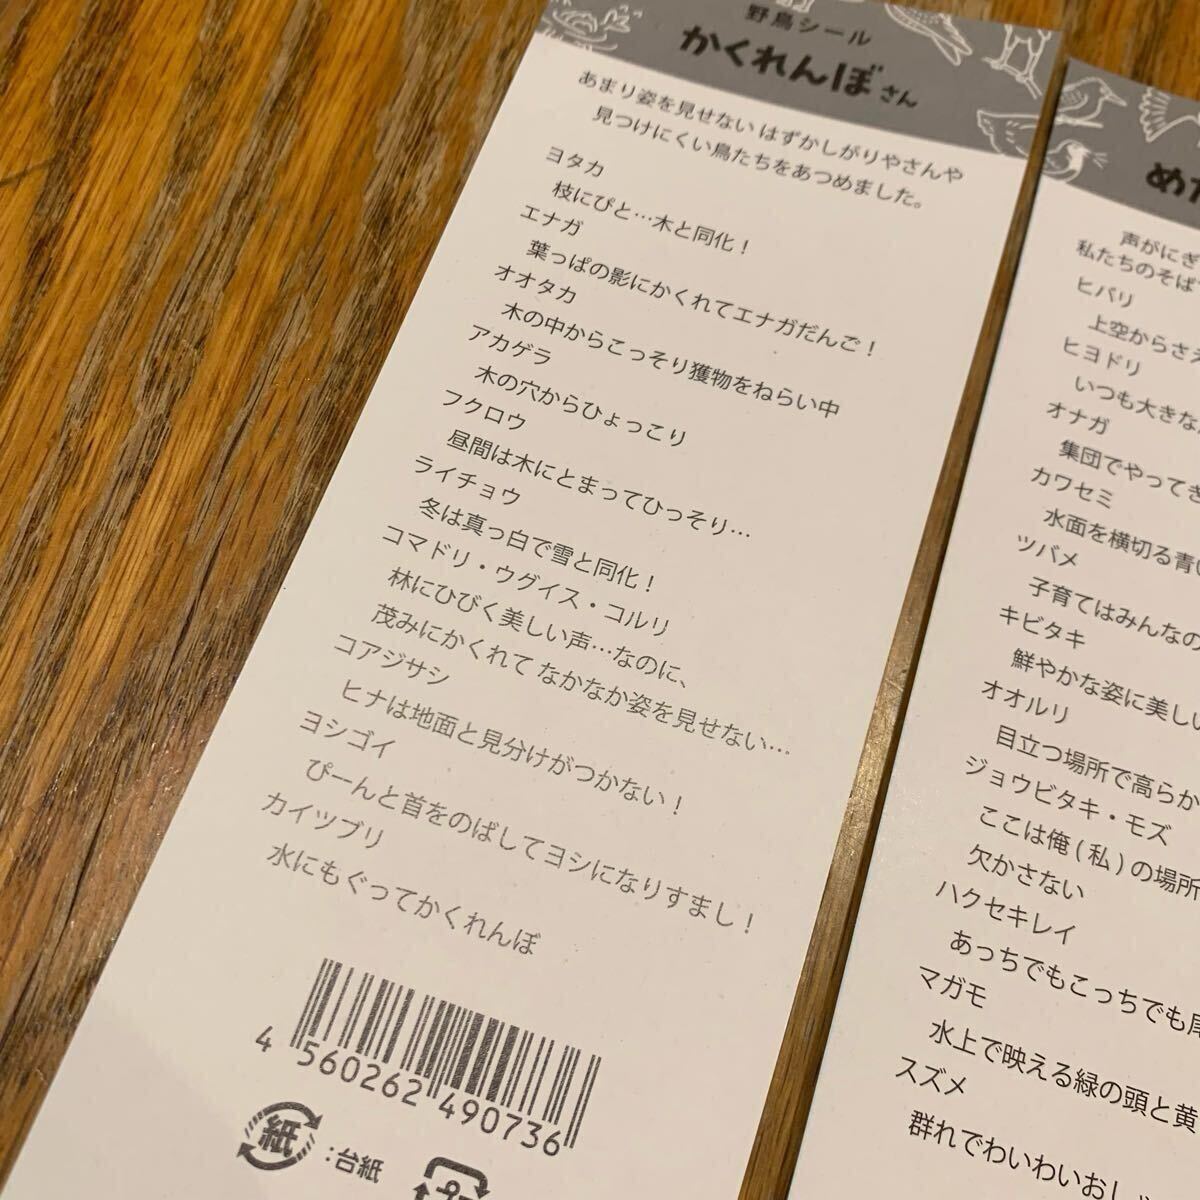 野鳥シール
かくれんぼさん
あまり姿を見せない はずかしがりやさんや
見つけにくい鳥たちをあつめました。
ヨタカ
枝にぴと…木と同化！
エナガ
葉っぱの影にかくれてエナガだんご！
オオタカ
木の中からこっそり獲物をねらい中
アカゲラ
木の穴からひょっこり
フクロウ
昼間は木にとまってひっそり…
ライチョウ
冬は真っ白で雪と同化！
コマドリ・ウグイス・コルリ
林にひびく美しい声…なのに、
茂みにかくれて なかなか姿を見せない…
コアジサシ
ヒナは地面と見分けがつかない！
ヨシゴイ
ぴーんと首をのばしてヨシになりすまし！
カイツブリ
水にもぐってかくれんぼ
4 560262 490736
紙
：台紙
プラ
めだ
声がにぎ
私たちのそばで
ヒバリ
上空からさえ
ヒヨドリ
いつも大きな
オナガ
集団でやってき
カワセミ
水面を横切る青い
ツバメ
子育てはみんなの
キビタキ
鮮やかな姿に美しい
オオルリ
目立つ場所で高らか
ジョウビタキ・モズ
ここは俺(私)の場所
欠かさない
ハクセキレイ
あっちでもこっちでも尾
マガモ
水上で映える緑の頭と黄
スズメ
群れでわいわいおし